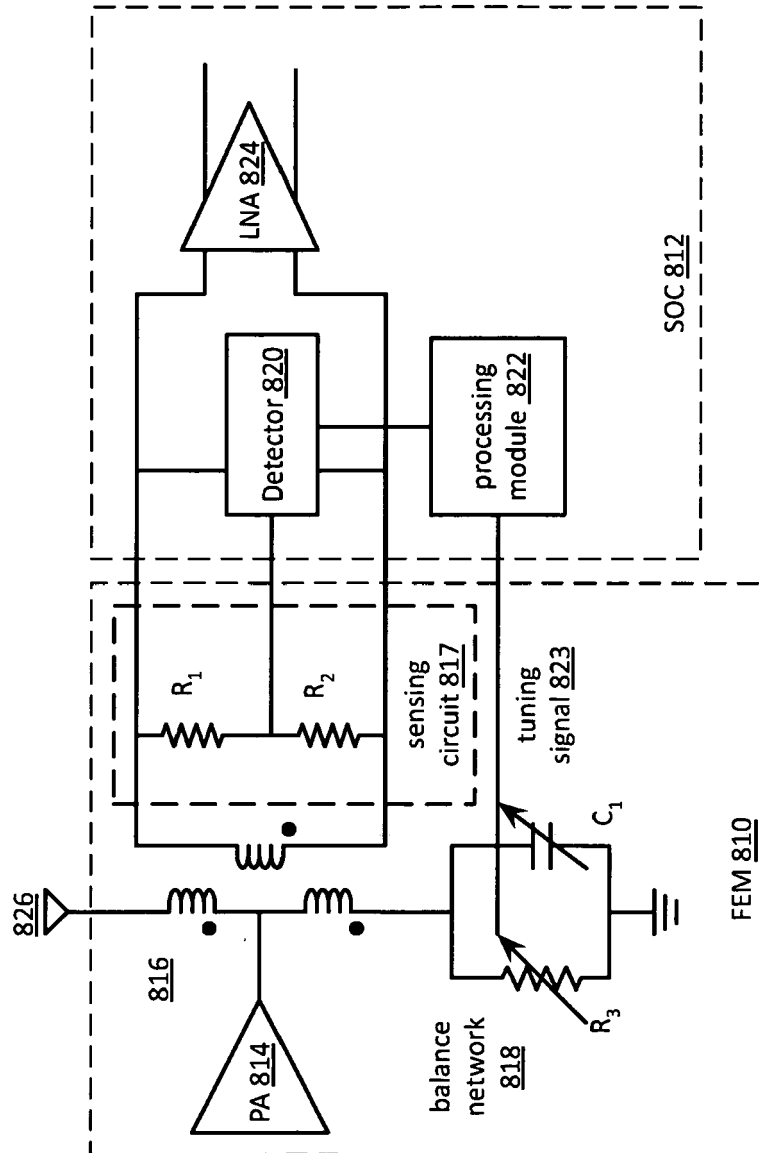 826
816
PA 814
balance
network
818
R3
C1
FEM 810
R1
R2
sensing
circuit 817
tuning
signal 823
Detector 820
processing
module 822
LNA 824
SOC 812